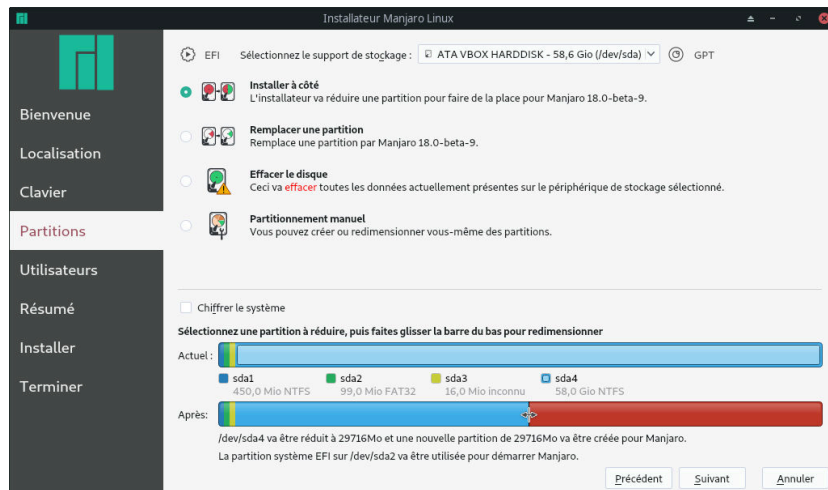 Installateur Manjaro Linux
EFI Sélectionnez le support de stockage : ATA VBOX HARDDISK - 58,6 Gio (/dev/sda) GPT
Installer à côté
L'installateur va réduire une partition pour faire de la place pour Manjaro 18.0-beta-9.
Bienvenue
Remplacer une partition
Remplace une partition par Manjaro 18.0-beta-9.
Localisation
Effacer le disque
Ceci va effacer toutes les données actuellement présentes sur le périphérique de stockage sélectionné.
Clavier
Partitionnement manuel
Vous pouvez créer ou redimensionner vous-même des partitions.
Partitions
Utilisateurs
Résumé
Installer
Terminer
Chiffrer le système
Sélectionnez une partition à réduire, puis faites glisser la barre du bas pour redimensionner
Actuel :
sda1 sda2 sda3 sda4
450,0 Mio NTFS 99,0 Mio FAT32 16,0 Mio inconnu 58,0 Gio NTFS
Après:
/dev/sda4 va être réduit à 29716Mo et une nouvelle partition de 29716Mo va être créée pour Manjaro.
La partition système EFI sur /dev/sda2 va être utilisée pour démarrer Manjaro.
Précédent Suivant Annuler